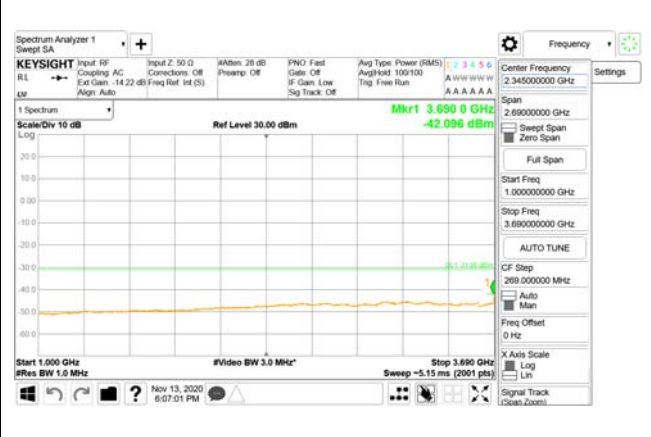 Spectrum Analyzer 1
Swept SA
Frequency
KEYSIGHT
RL
Input: RF
Coupling: AC
Ext Gain: -14.22 dB
Align: Auto
Input Z: 50 Ω
Corrections: Off
Freq Ref: Int (S)
#Atten: 28 dB
Preamp: Off
PNO: Fast
Gate: Off
IF Gain: Low
Sig Track: Off
Avg Type: Power (RMS)
Avg|Hold: 100/100
Trig: Free Run
1 2 3 4 5 6
A W W W W W
A A A A A A
1 Spectrum
Scale/Div 10 dB
Log
Ref Level 30.00 dBm
Mkr1 3.690 0 GHz
-42.096 dBm
20.0
10.0
0.00
-10.0
-20.0
-30.0
-40.0
-50.0
-60.0
1
Start 1.000 GHz
#Res BW 1.0 MHz
#Video BW 3.0 MHz*
Stop 3.690 GHz
Sweep ~5.15 ms (2001 pts)
Nov 13, 2020
6:07:01 PM
Center Frequency
2.345000000 GHz
Settings
Span
2.69000000 GHz
Swept Span
Zero Span
Full Span
Start Freq
1.000000000 GHz
Stop Freq
3.690000000 GHz
AUTO TUNE
CF Step
269.000000 MHz
Auto
Man
Freq Offset
0 Hz
X Axis Scale
Log
Lin
Signal Track
(Span Zoom)